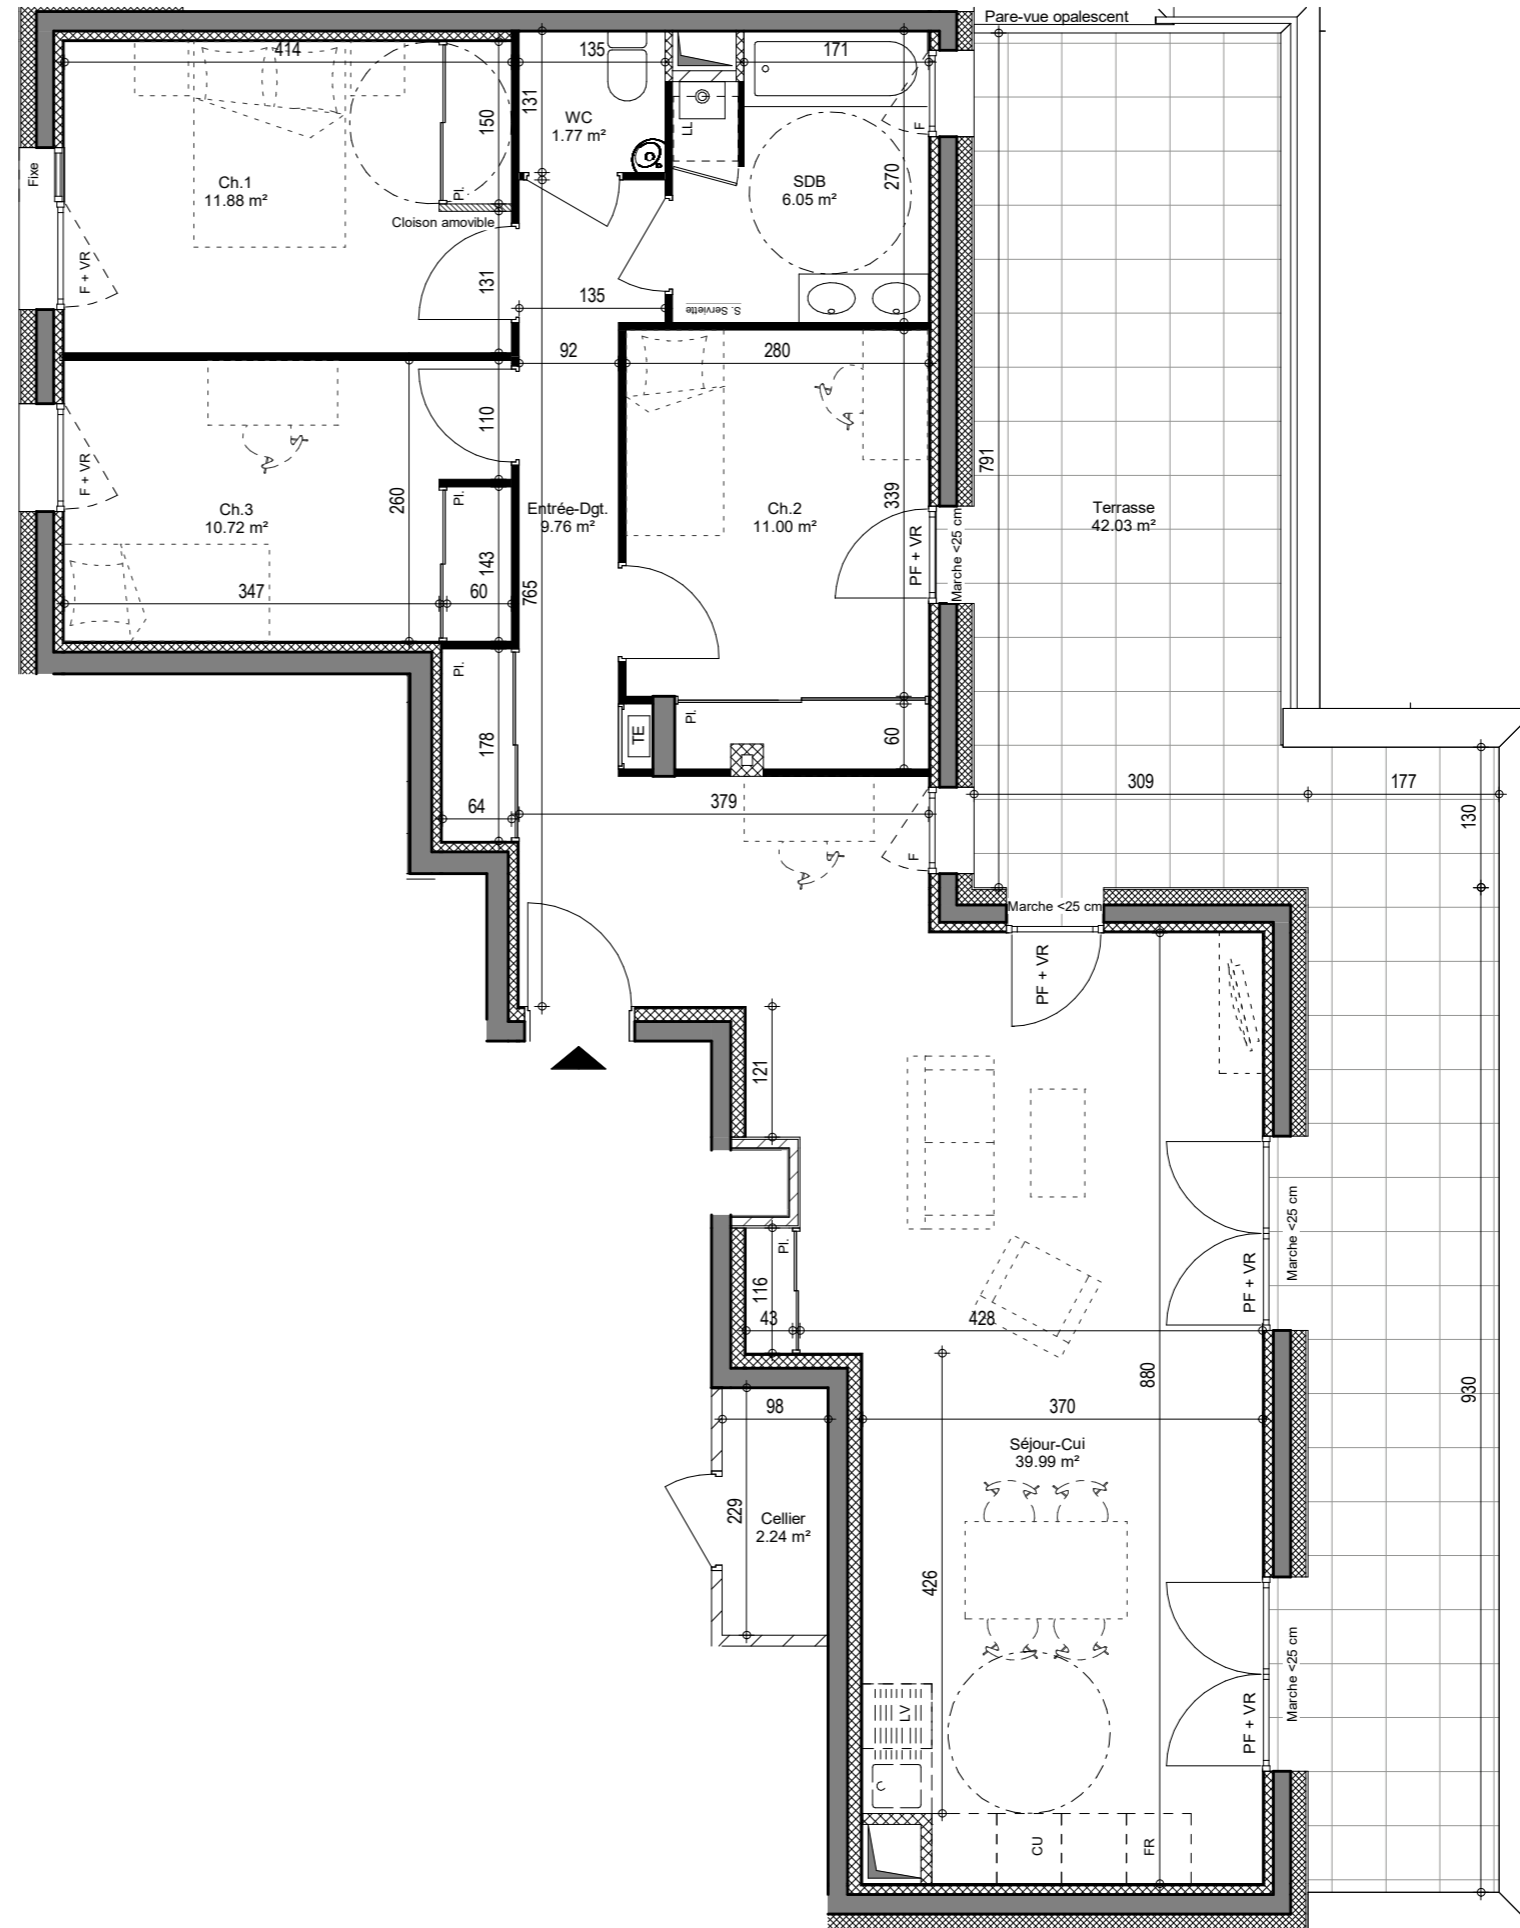 Pare-vue opalescent
414
135
171
131
WC
1.77 m²
150
LL
F
Fixe
Ch.1
11.88 m²
Pl.
SDB
6.05 m²
270
Cloison amovible
F + VR
131
135
S. Serviette
92
280
110
F + VR
260
Pl.
Ch.3
10.72 m²
Entrée-Dgt.
9.76 m²
339
Ch.2
11.00 m²
791
Terrasse
42.03 m²
PF + VR
Marche <25 cm
143
347
60
765
Pl.
178
TE
Pl.
60
64
379
309
177
130
F
Marche <25 cm
PF + VR
121
Marche <25 cm
PF + VR
Pl.
116
43
428
880
930
98
370
Séjour-Cui
39.99 m²
229
Cellier
2.24 m²
426
Marche <25 cm
PF + VR
LV
C
CU
FR